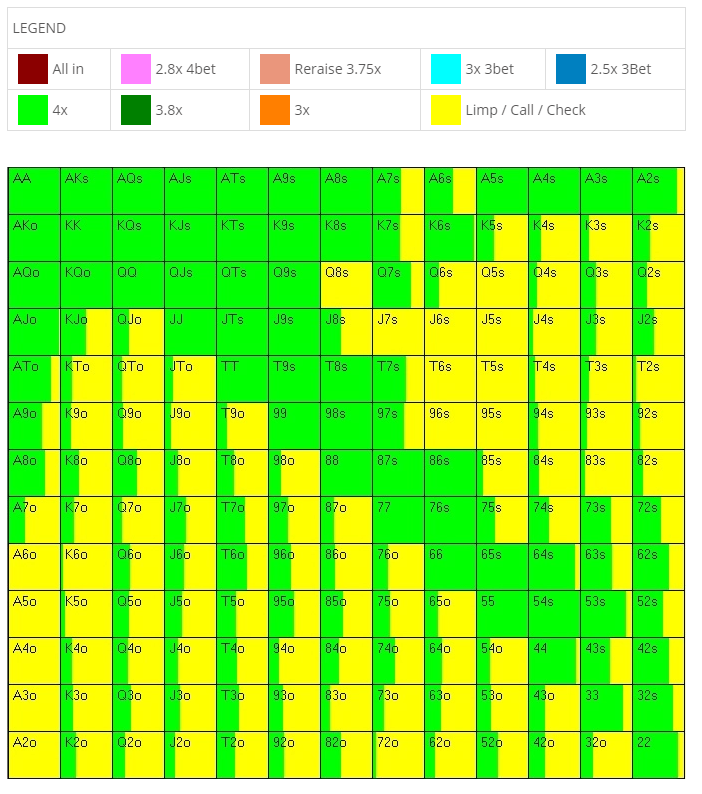 LEGEND
All in 2.8x 4bet Reraise 3.75x 3x 3bet 2.5x 3Bet
4x 3.8x 3x Limp / Call / Check
AA AKs AQs AJs ATs A9s A8s A7s A6s A5s A4s A3s A2s
AKo KK KQs KJs KTs K9s K8s K7s K6s K5s K4s K3s K2s
AQo KQo QQ QJs QTs Q9s Q8s Q7s Q6s Q5s Q4s Q3s Q2s
AJo KJo QJo JJ JTs J9s J8s J7s J6s J5s J4s J3s J2s
ATo KTo QTo JTo TT T9s T8s T7s T6s T5s T4s T3s T2s
A9o K9o Q9o J9o T9o 99 98s 97s 96s 95s 94s 93s 92s
A8o K8o Q8o J8o T8o 98o 88 87s 86s 85s 84s 83s 82s
A7o K7o Q7o J7o T7o 97o 87o 77 76s 75s 74s 73s 72s
A6o K6o Q6o J6o T6o 96o 86o 76o 66 65s 64s 63s 62s
A5o K5o Q5o J5o T5o 95o 85o 75o 65o 55 54s 53s 52s
A4o K4o Q4o J4o T4o 94o 84o 74o 64o 54o 44 43s 42s
A3o K3o Q3o J3o T3o 93o 83o 73o 63o 53o 43o 33 32s
A2o K2o Q2o J2o T2o 92o 82o 72o 62o 52o 42o 32o 22